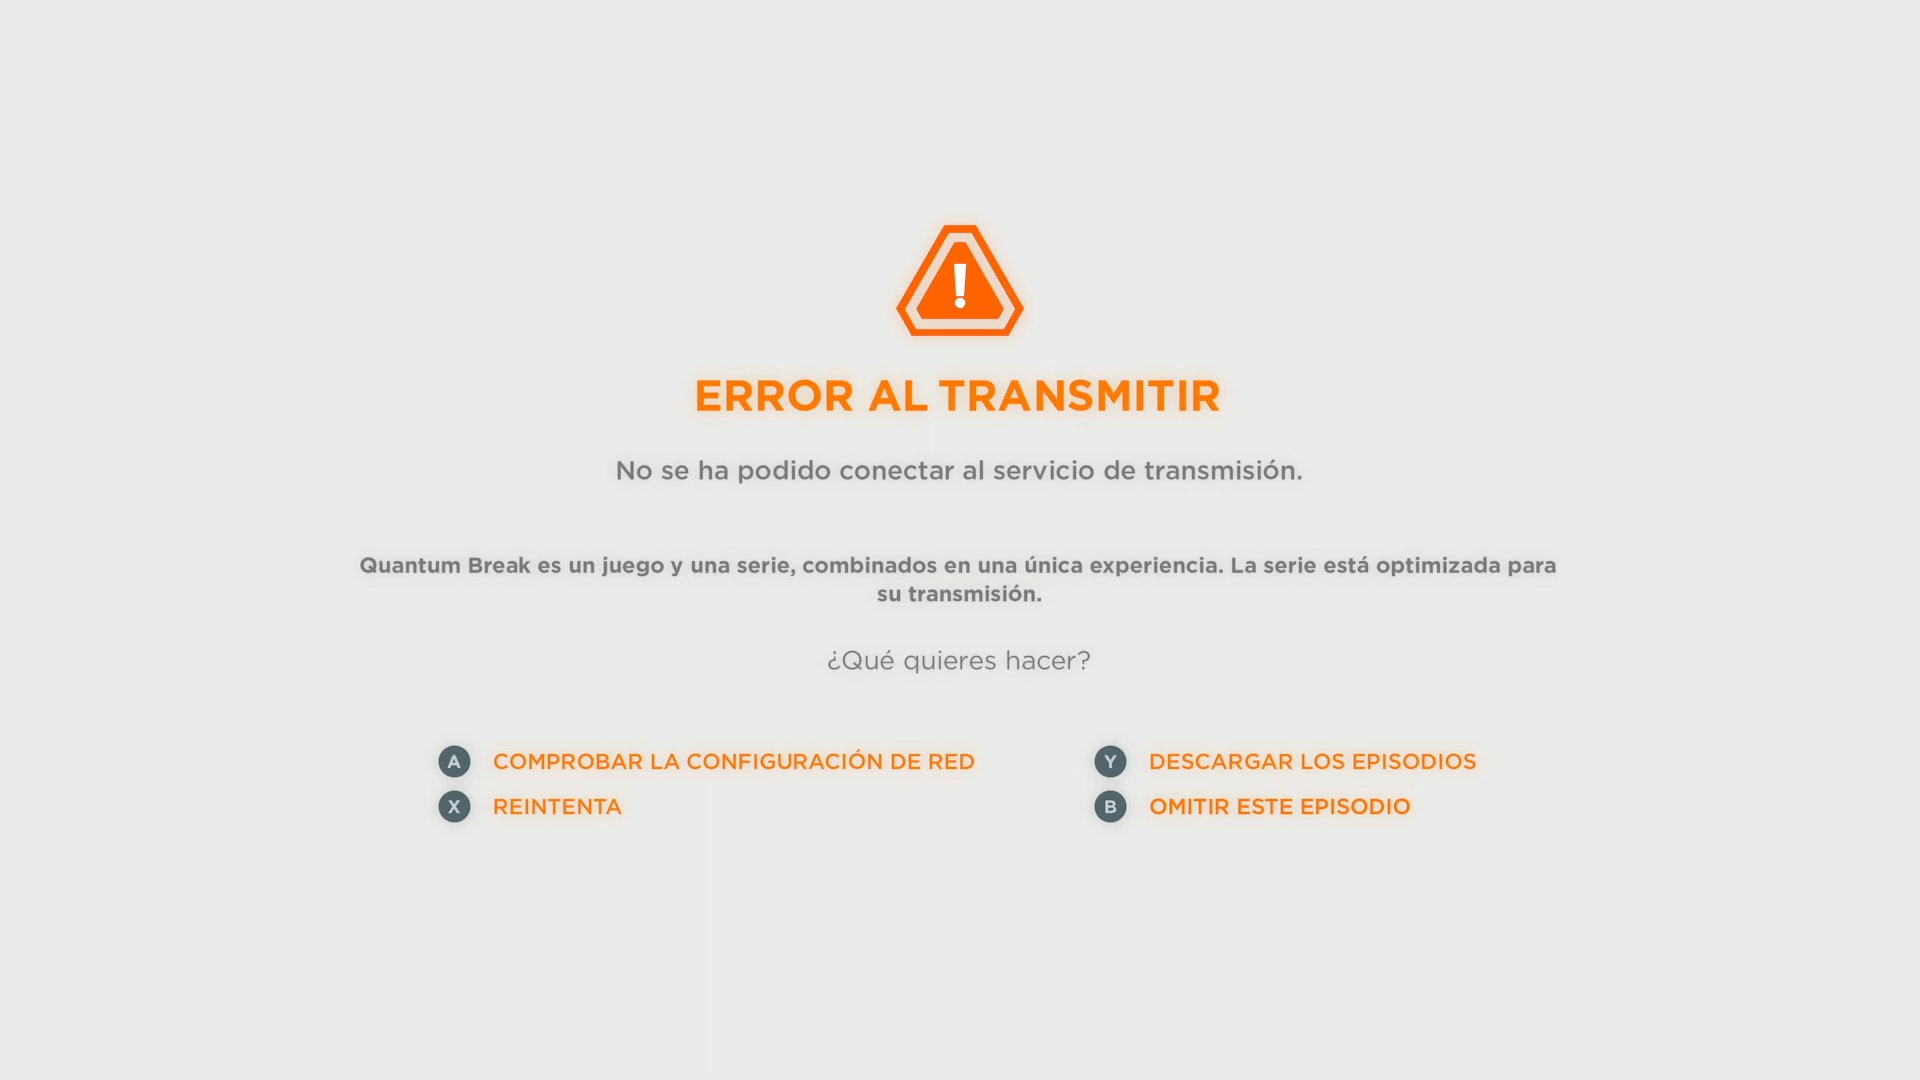 !
ERROR AL TRANSMITIR
No se ha podido conectar al servicio de transmisión.
Quantum Break es un juego y una serie, combinados en una única experiencia. La serie está optimizada para
su transmisión.
¿Qué quieres hacer?
A COMPROBAR LA CONFIGURACIÓN DE RED
Y DESCARGAR LOS EPISODIOS
X REINTENTA
B OMITIR ESTE EPISODIO